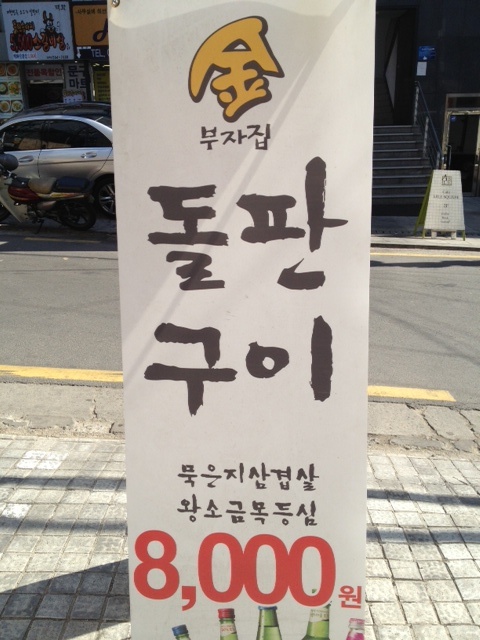 金
부자집
돌판
구이
묵은지삼겹살
왕소금목등심
8,000원